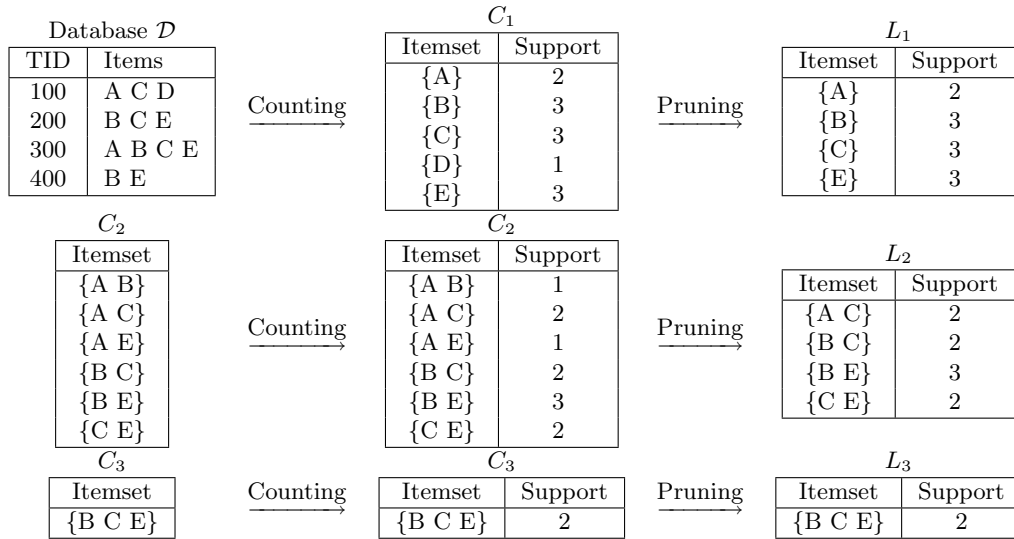 Database D
TID Items
100 A C D
200 B C E
300 A B C E
400 B E
Counting
C1
Itemset Support
{A} 2
{B} 3
{C} 3
{D} 1
{E} 3
Pruning
L1
Itemset Support
{A} 2
{B} 3
{C} 3
{E} 3
C2
Itemset
{A B}
{A C}
{A E}
{B C}
{B E}
{C E}
Counting
C2
Itemset Support
{A B} 1
{A C} 2
{A E} 1
{B C} 2
{B E} 3
{C E} 2
Pruning
L2
Itemset Support
{A C} 2
{B C} 2
{B E} 3
{C E} 2
C3
Itemset
{B C E}
Counting
C3
Itemset Support
{B C E} 2
Pruning
L3
Itemset Support
{B C E} 2